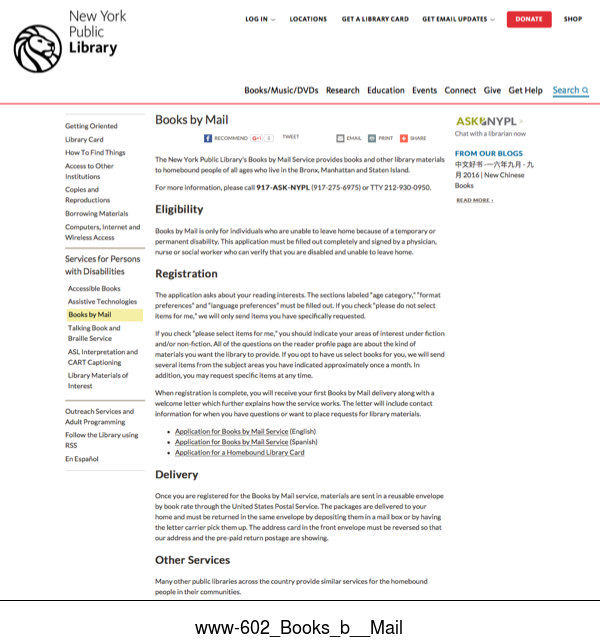 New York
Public
Library
LOG IN
LOCATIONS
GET A LIBRARY CARD
GET EMAIL UPDATES
DONATE
SHOP
Books/Music/DVDs Research Education Events Connect Give Get Help Search
Getting Oriented
Library Card
How To Find Things
Access to Other
Institutions
Copies and
Reproductions
Borrowing Materials
Computers, Internet and
Wireless Access
Services for Persons
with Disabilities
Accessible Books
Assistive Technologies
Books by Mail
Talking Book and
Braille Service
ASL Interpretation and
CART Captioning
Library Materials of
Interest
Outreach Services and
Adult Programming
Follow the Library using
RSS
En Español
Books by Mail
RECOMMEND G+1 3 TWEET EMAIL PRINT SHARE
The New York Public Library's Books by Mail Service provides books and other library materials
to homebound people of all ages who live in the Bronx, Manhattan and Staten Island.
For more information, please call 917-ASK-NYPL (917-275-6975) or TTY 212-930-0950.
Eligibility
Books by Mail is only for individuals who are unable to leave home because of a temporary or
permanent disability. This application must be filled out completely and signed by a physician,
nurse or social worker who can verify that you are disabled and unable to leave home.
Registration
The application asks about your reading interests. The sections labeled "age category," "format
preferences" and "language preferences" must be filled out. If you check "please do not select
items for me," we will only send items you have specifically requested.
If you check "please select items for me," you should indicate your areas of interest under fiction
and/or non-fiction. All of the questions on the reader profile page are about the kind of
materials you want the library to provide. If you opt to have us select books for you, we will send
several items from the subject areas you have indicated approximately once a month. In
addition, you may request specific items at any time.
When registration is complete, you will receive your first Books by Mail delivery along with a
welcome letter which further explains how the service works. The letter will include contact
information for when you have questions or want to place requests for library materials.
• Application for Books by Mail Service (English)
• Application for Books by Mail Service (Spanish)
• Application for a Homebound Library Card
Delivery
Once you are registered for the Books by Mail service, materials are sent in a reusable envelope
by book rate through the United States Postal Service. The packages are delivered to your
home and must be returned in the same envelope by depositing them in a mail box or by having
the letter carrier pick them up. The address card in the front envelope must be reversed so that
our address and the pre-paid return postage are showing.
Other Services
Many other public libraries across the country provide similar services for the homebound
people in their communities.
ASK NYPL >
Chat with a librarian now
FROM OUR BLOGS
中文好书 -一六年九月 - 九
月 2016 | New Chinese
Books
READ MORE ›
www-602_Books_b__Mail